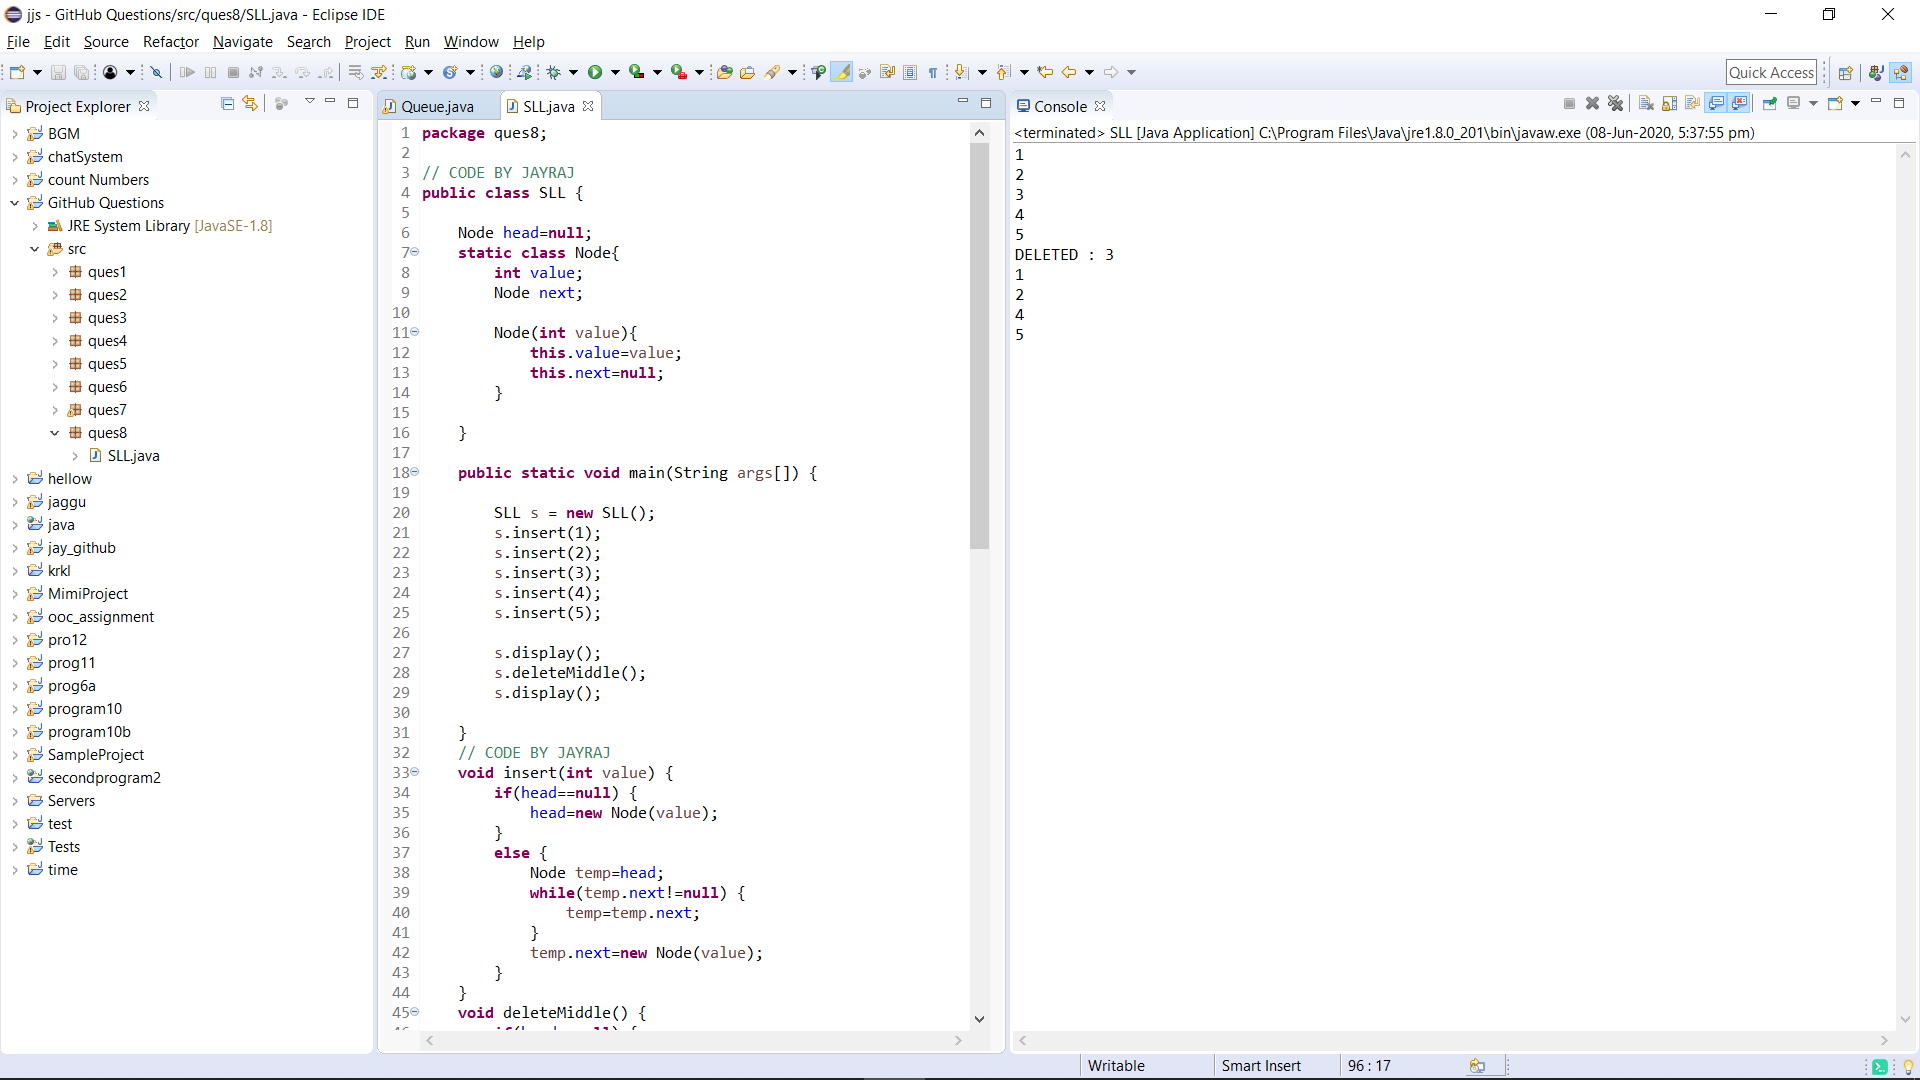 jjs - GitHub Questions/src/ques8/SLL.java - Eclipse IDE
File Edit Source Refactor Navigate Search Project Run Window Help
Quick Access
Project Explorer
BGM
chatSystem
count Numbers
GitHub Questions
JRE System Library [JavaSE-1.8]
src
ques1
ques2
ques3
ques4
ques5
ques6
ques7
ques8
SLL.java
hellow
jaggu
java
jay_github
krkl
MimiProject
ooc_assignment
pro12
prog11
prog6a
program10
program10b
SampleProject
secondprogram2
Servers
test
Tests
time
Queue.java SLL.java
1 package ques8;
2
3 // CODE BY JAYRAJ
4 public class SLL {
5
6 Node head=null;
7 static class Node{
8 int value;
9 Node next;
10
11 Node(int value){
12 this.value=value;
13 this.next=null;
14 }
15
16 }
17
18 public static void main(String args[]) {
19
20 SLL s = new SLL();
21 s.insert(1);
22 s.insert(2);
23 s.insert(3);
24 s.insert(4);
25 s.insert(5);
26
27 s.display();
28 s.deleteMiddle();
29 s.display();
30
31 }
32 // CODE BY JAYRAJ
33 void insert(int value) {
34 if(head==null) {
35 head=new Node(value);
36 }
37 else {
38 Node temp=head;
39 while(temp.next!=null) {
40 temp=temp.next;
41 }
42 temp.next=new Node(value);
43 }
44 }
45 void deleteMiddle() {
Console
<terminated> SLL [Java Application] C:\Program Files\Java\jre1.8.0_201\bin\javaw.exe (08-Jun-2020, 5:37:55 pm)
1
2
3
4
5
DELETED : 3
1
2
4
5
Writable Smart Insert 96 : 17